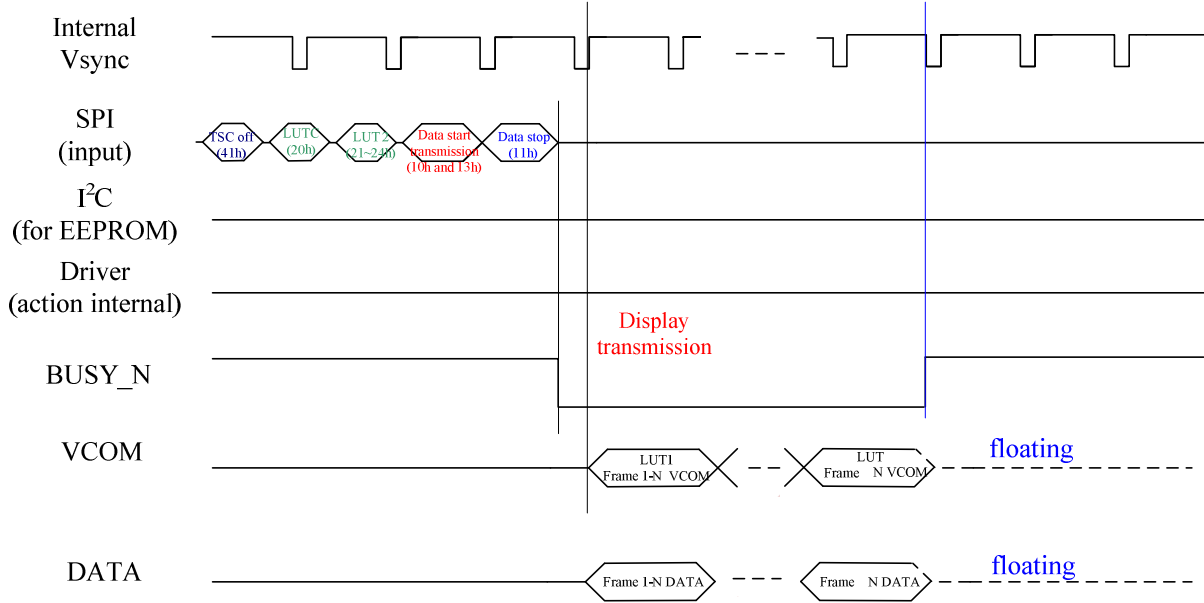 Internal
Vsync
SPI
(input)
TSC off
(41h)
LUTC
(20h)
LUT 2
(21~24h)
Data start
transmission
(10h and 13h)
Data stop
(11h)
I²C
(for EEPROM)
Driver
(action internal)
Display
transmission
BUSY_N
VCOM
LUT1
Frame 1-N VCOM
LUT
Frame N VCOM
floating
DATA
Frame 1-N DATA
Frame N DATA
floating